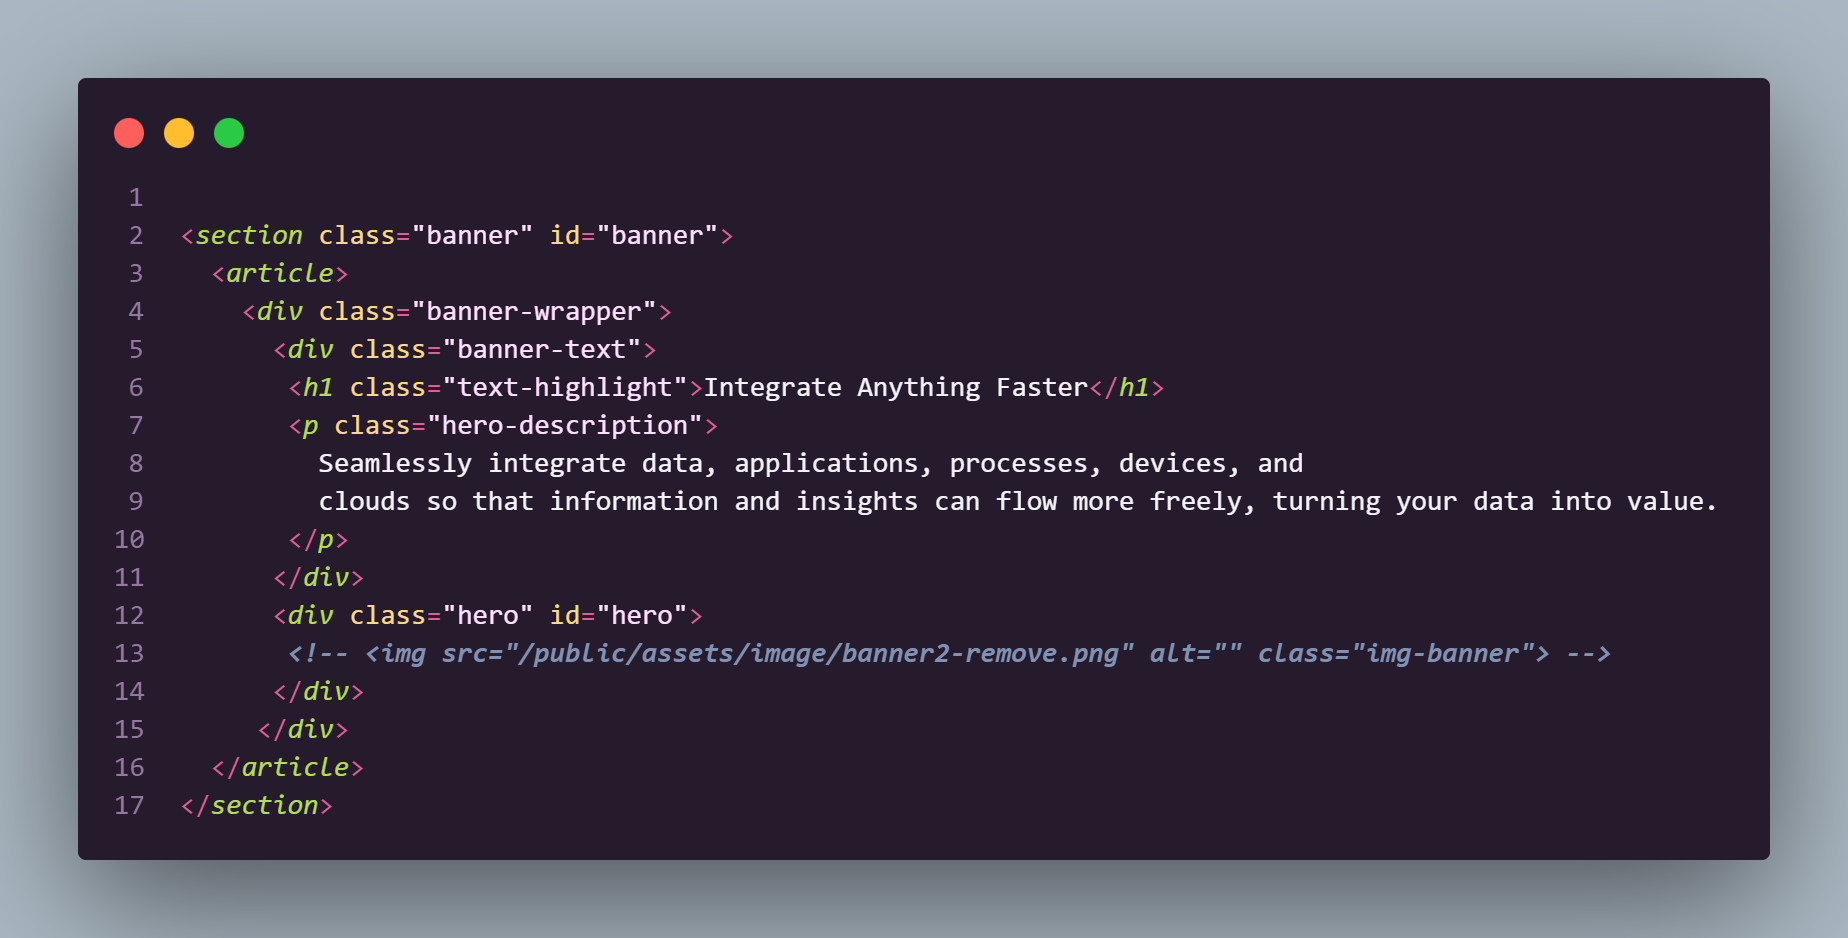 1
2 <section class="banner" id="banner">
3   <article>
4     <div class="banner-wrapper">
5       <div class="banner-text">
6        <h1 class="text-highlight">Integrate Anything Faster</h1>
7        <p class="hero-description">
8          Seamlessly integrate data, applications, processes, devices, and
9          clouds so that information and insights can flow more freely, turning your data into value.
10        </p>
11       </div>
12       <div class="hero" id="hero">
13        <!-- <img src="/public/assets/image/banner2-remove.png" alt="" class="img-banner"> -->
14       </div>
15      </div>
16   </article>
17 </section>